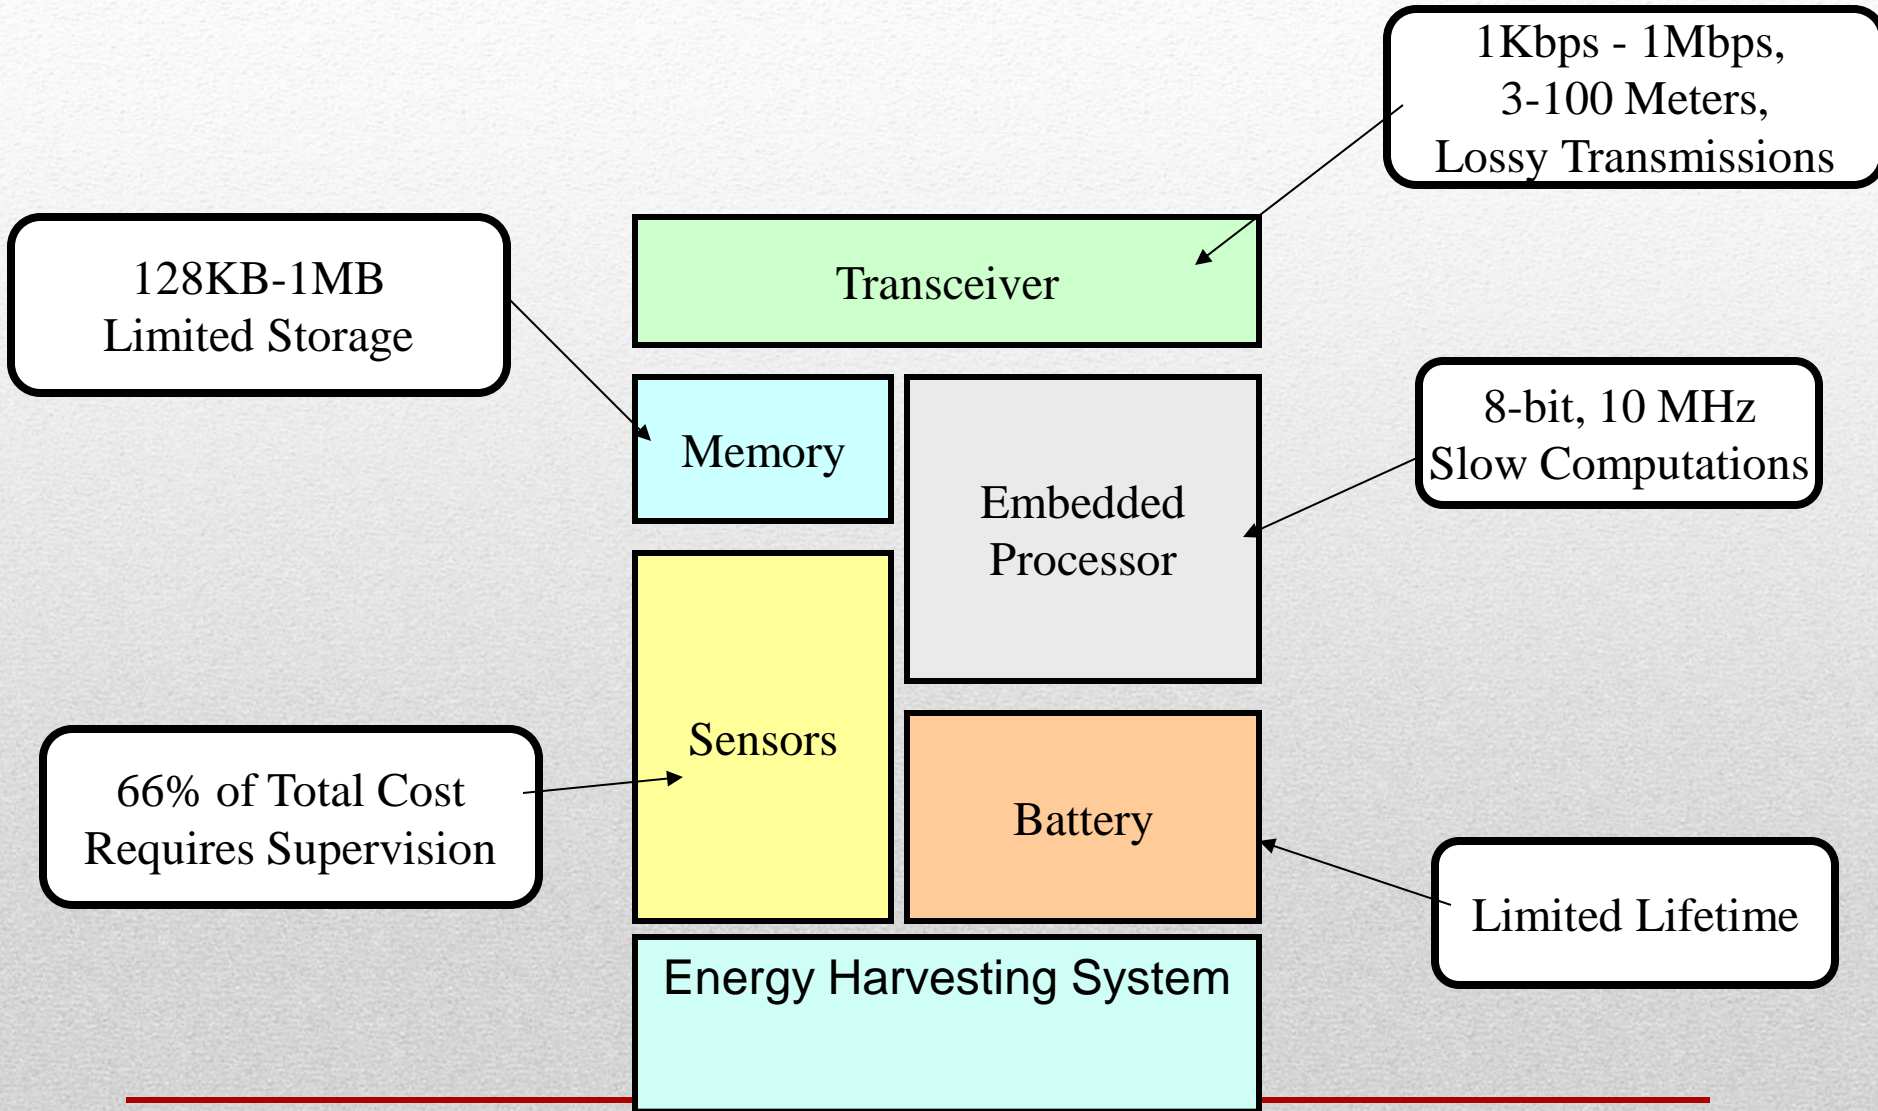 1Kbps - 1Mbps,
3-100 Meters,
Lossy Transmissions
128KB-1MB
Limited Storage
Transceiver
Memory
Embedded
Processor
8-bit, 10 MHz
Slow Computations
Sensors
66% of Total Cost
Requires Supervision
Battery
Limited Lifetime
Energy Harvesting System